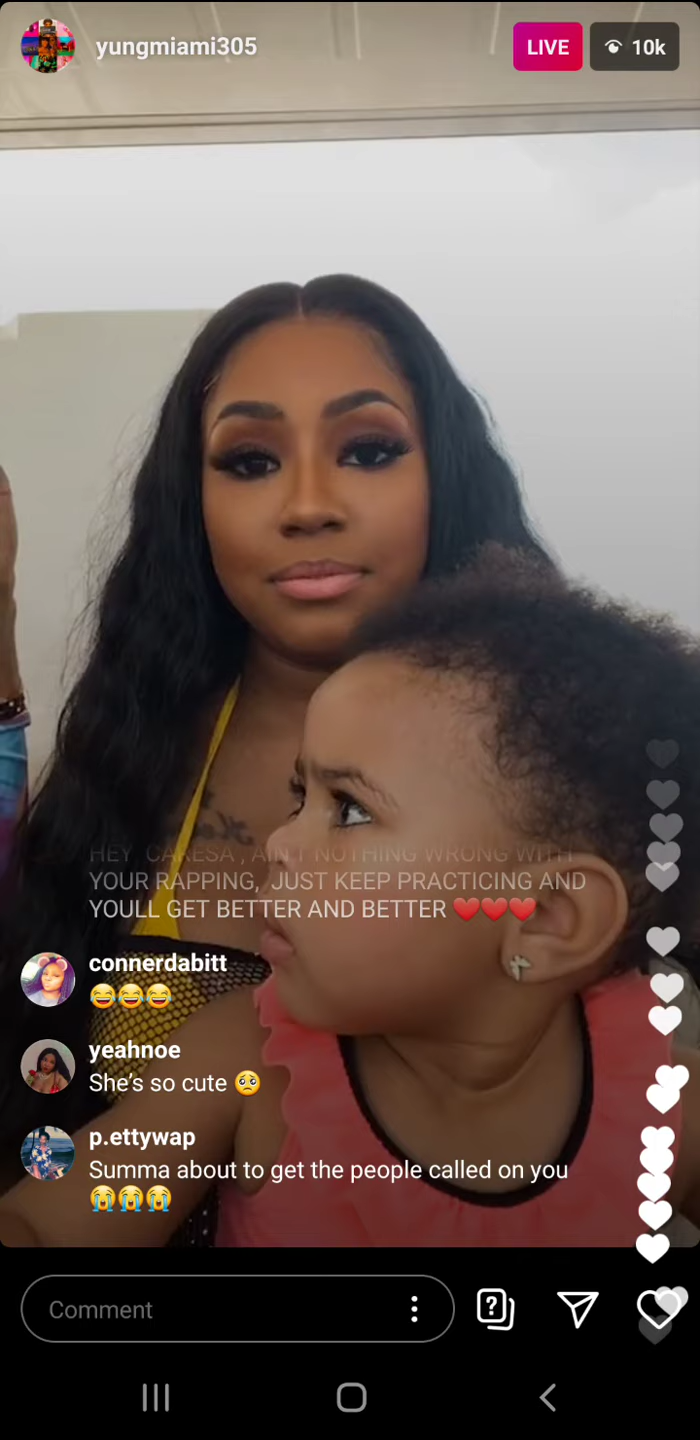 yungmiami305
LIVE
10k
HEY CARESA , AIN'T NOTHING WRONG WITH
YOUR RAPPING, JUST KEEP PRACTICING AND
YOULL GET BETTER AND BETTER ❤️❤️❤️
connerdabitt
😂😂😂
yeahnoe
She’s so cute 🥺
p.ettywap
Summa about to get the people called on you
😭😭😭
Comment